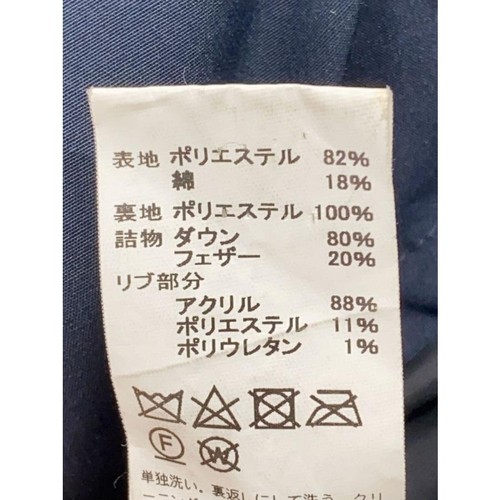 表地 ポリエステル 82%
綿 18%
裏地 ポリエステル 100%
詰物 ダウン 80%
フェザー 20%
リブ部分
アクリル 88%
ポリエステル 11%
ポリウレタン 1%
F W
単独洗い、裏返しにして洗う、クリ